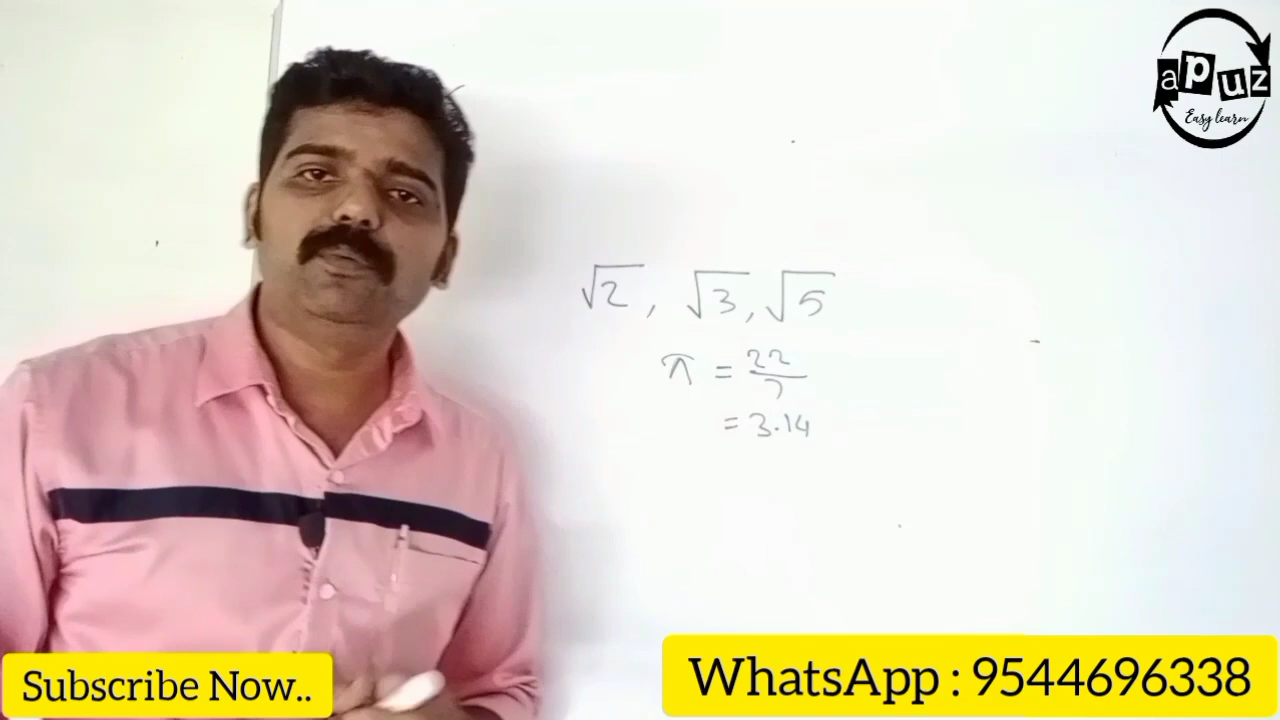 apuz
Easy learn
√2, √3, √5
π = 22/7
= 3.14
Subscribe Now..
WhatsApp : 9544696338